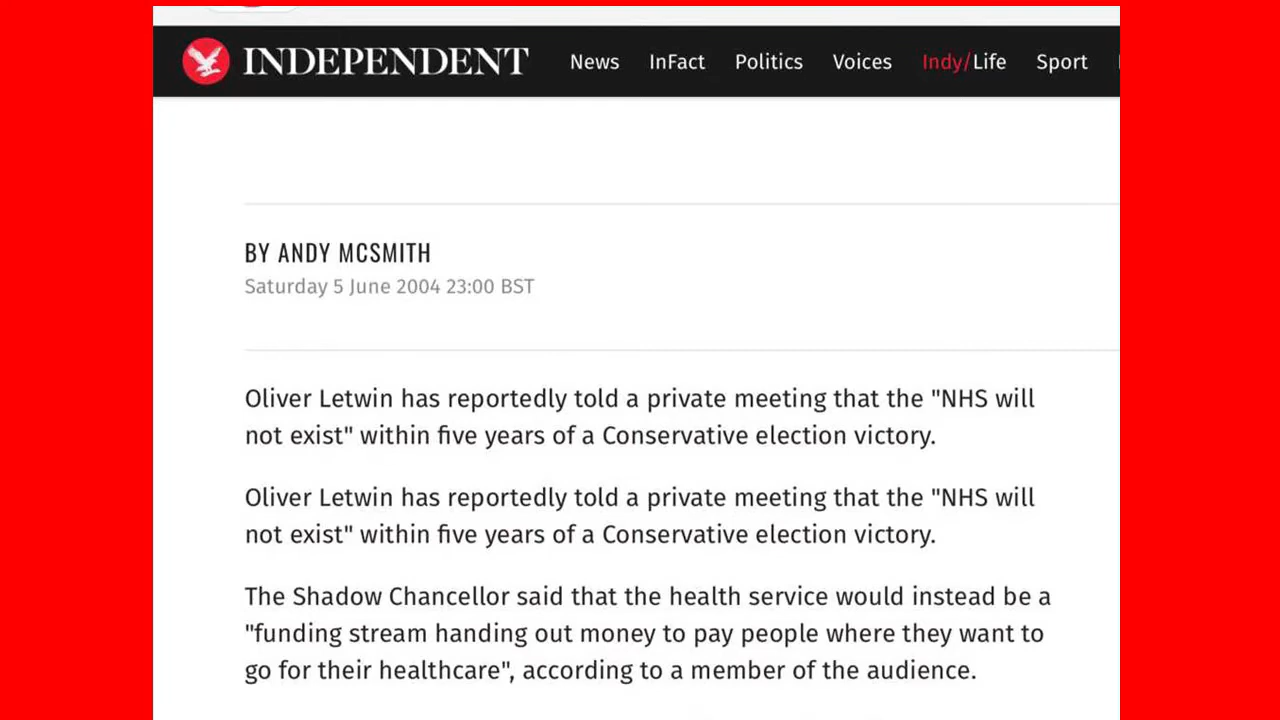 INDEPENDENT News InFact Politics Voices Indy/Life Sport
BY ANDY MCSMITH
Saturday 5 June 2004 23:00 BST
Oliver Letwin has reportedly told a private meeting that the "NHS will
not exist" within five years of a Conservative election victory.
Oliver Letwin has reportedly told a private meeting that the "NHS will
not exist" within five years of a Conservative election victory.
The Shadow Chancellor said that the health service would instead be a
"funding stream handing out money to pay people where they want to
go for their healthcare", according to a member of the audience.